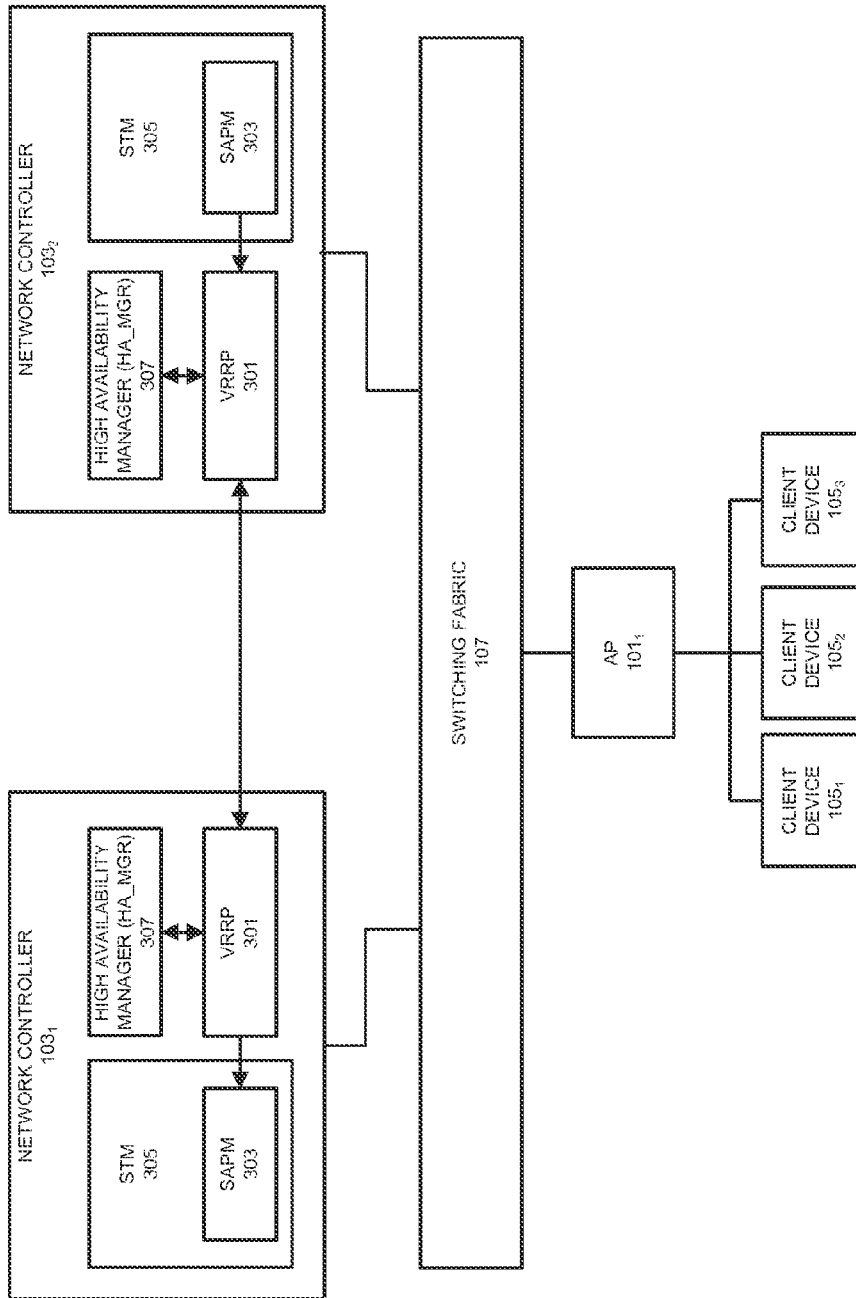 NETWORK CONTROLLER
103₁
STM
305
SAPM
303
HIGH AVAILABILITY
MANAGER (HA_MGR)
307
VRRP
301
NETWORK CONTROLLER
103₂
HIGH AVAILABILITY
MANAGER (HA_MGR)
307
VRRP
301
STM
305
SAPM
303
SWITCHING FABRIC
107
AP
101₁
CLIENT
DEVICE
105₁
CLIENT
DEVICE
105₂
CLIENT
DEVICE
105₃